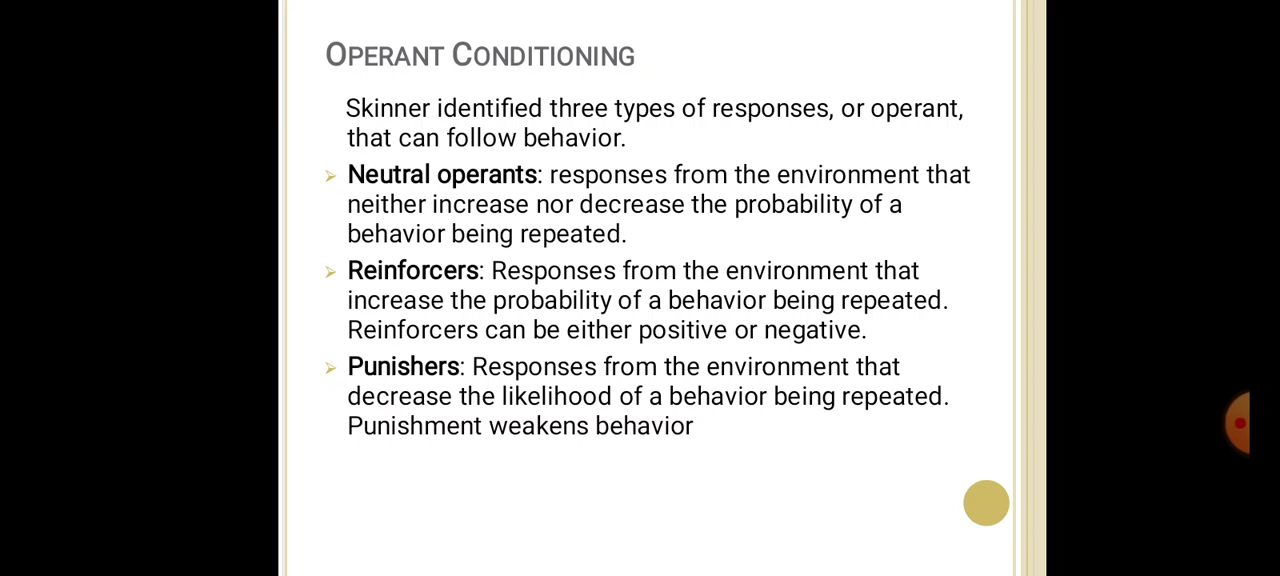 OPERANT CONDITIONING
Skinner identified three types of responses, or operant,
that can follow behavior.
Neutral operants: responses from the environment that
neither increase nor decrease the probability of a
behavior being repeated.
Reinforcers: Responses from the environment that
increase the probability of a behavior being repeated.
Reinforcers can be either positive or negative.
Punishers: Responses from the environment that
decrease the likelihood of a behavior being repeated.
Punishment weakens behavior